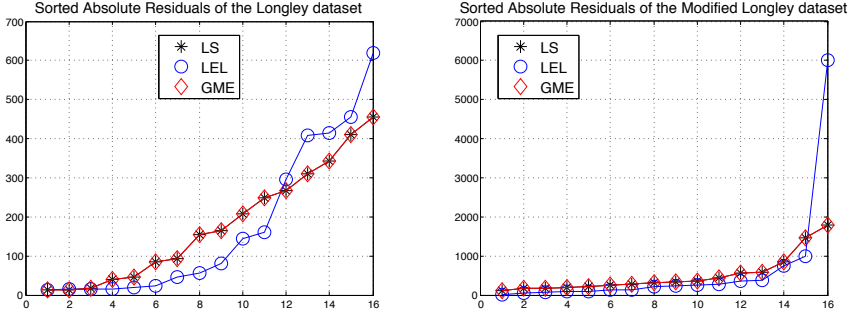 Sorted Absolute Residuals of the Longley dataset
700
600
500
400
300
200
100
0
0 2 4 6 8 10 12 14 16
LS
LEL
GME
Sorted Absolute Residuals of the Modified Longley dataset
7000
6000
5000
4000
3000
2000
1000
0
0 2 4 6 8 10 12 14 16
LS
LEL
GME